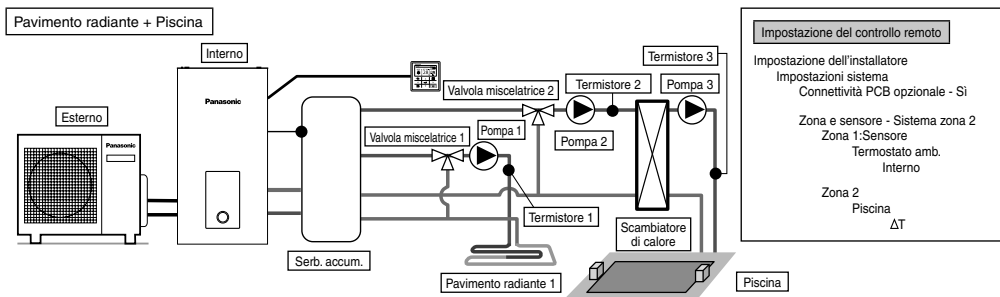 Pavimento radiante + Piscina
Interno
Esterno
Panasonic
Panasonic
Valvola miscelatrice 2
Termistore 2
Termistore 3
Pompa 3
Valvola miscelatrice 1
Pompa 1
Pompa 2
Termistore 1
Scambiatore
di calore
Serb. accum.
Pavimento radiante 1
Piscina
Impostazione del controllo remoto
Impostazione dell'installatore
Impostazioni sistema
Connettività PCB opzionale - Sì
Zona e sensore - Sistema zona 2
Zona 1:Sensore
Termostato amb.
Interno
Zona 2
Piscina
ΔT